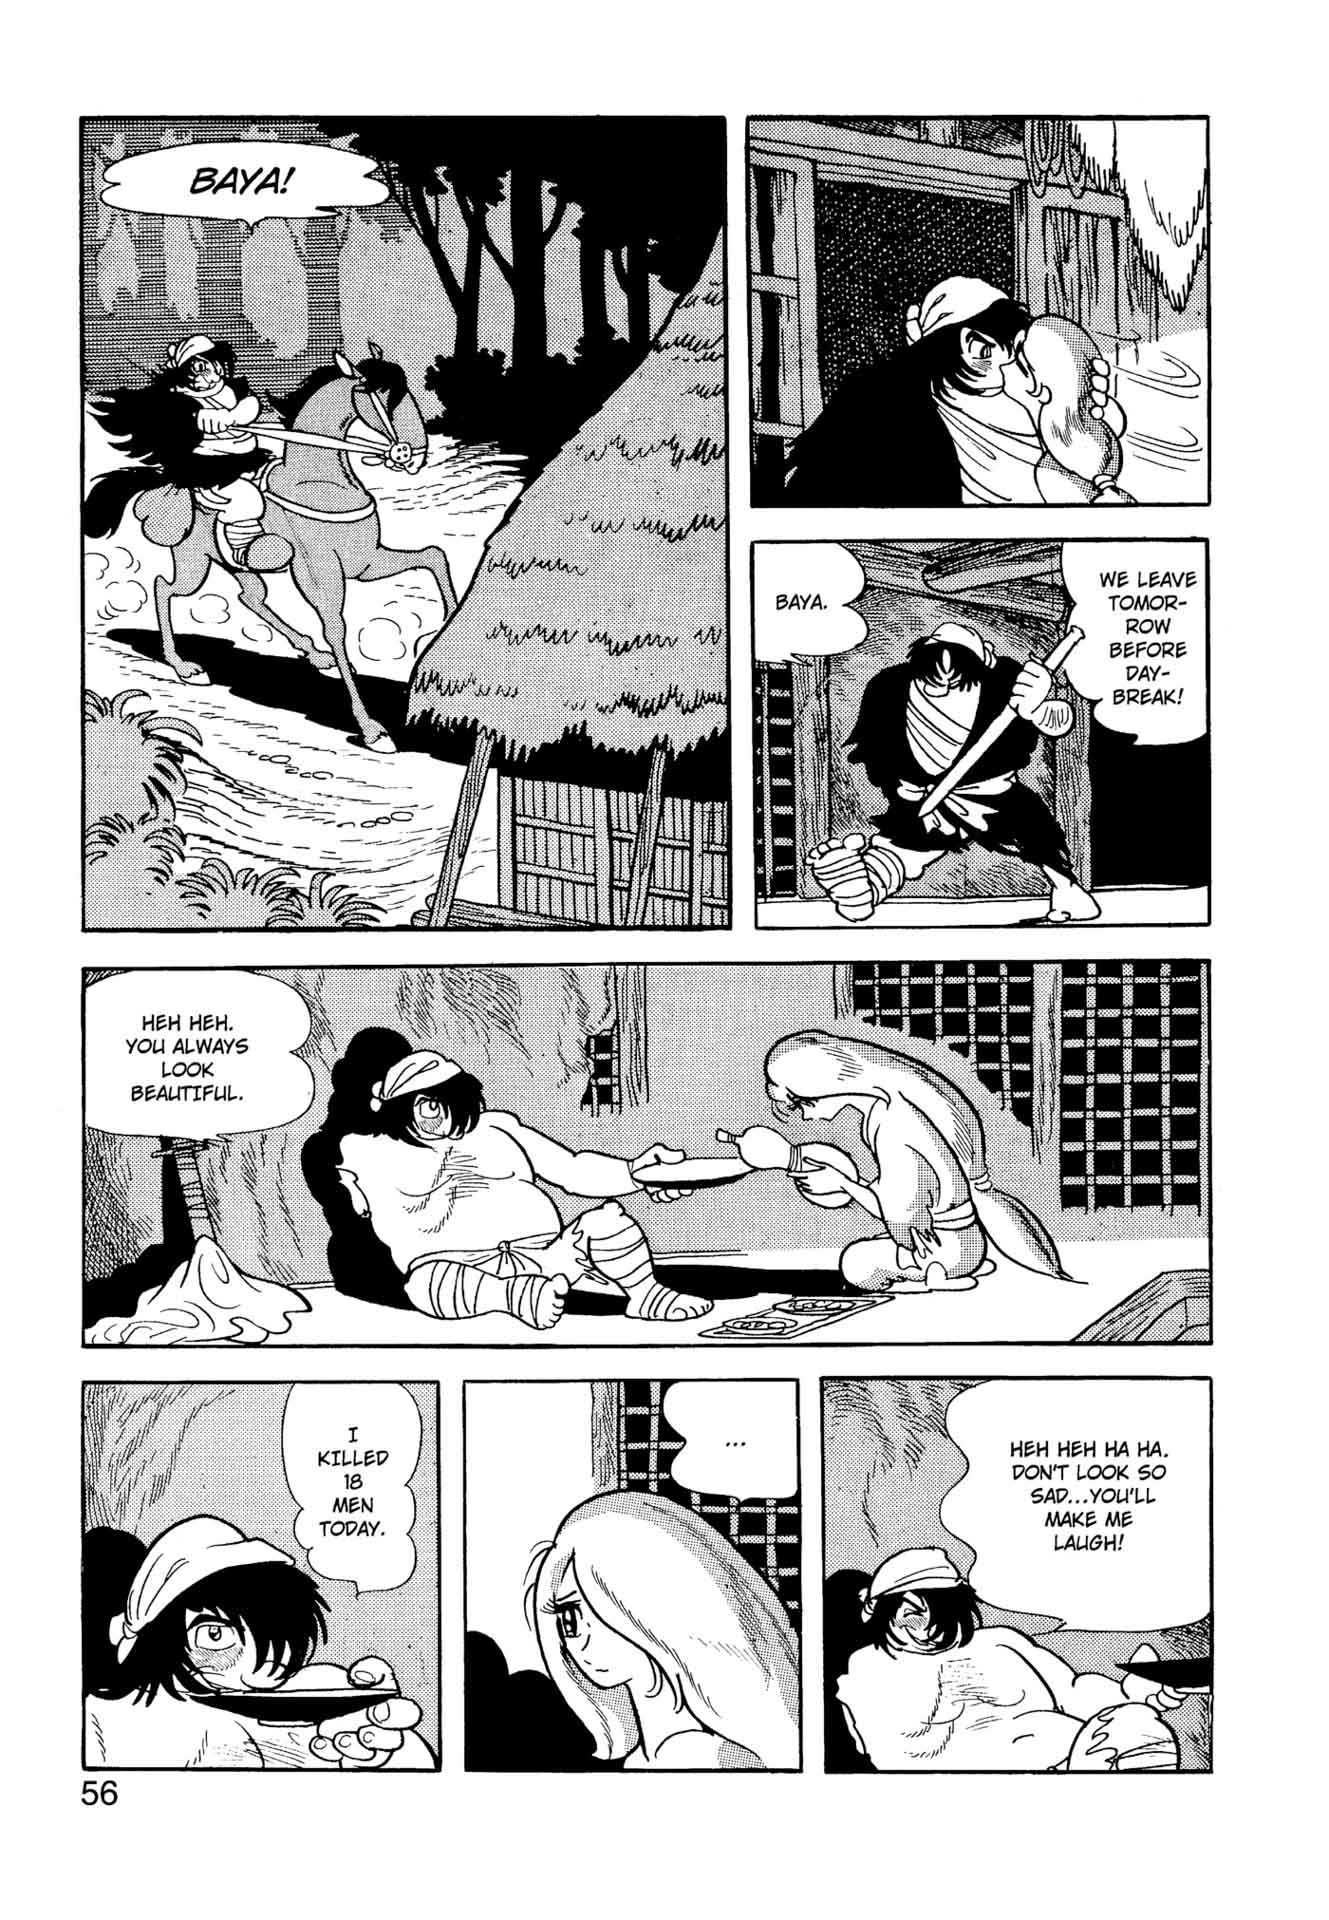 BAYA!
BAYA.
WE LEAVE
TOMOR-
ROW
BEFORE
DAY-
BREAK!
HEH HEH.
YOU ALWAYS
LOOK
BEAUTIFUL.
I
KILLED
18
MEN
TODAY.
...
HEH HEH HA HA.
DON'T LOOK SO
SAD...YOU'LL
MAKE ME
LAUGH!
56